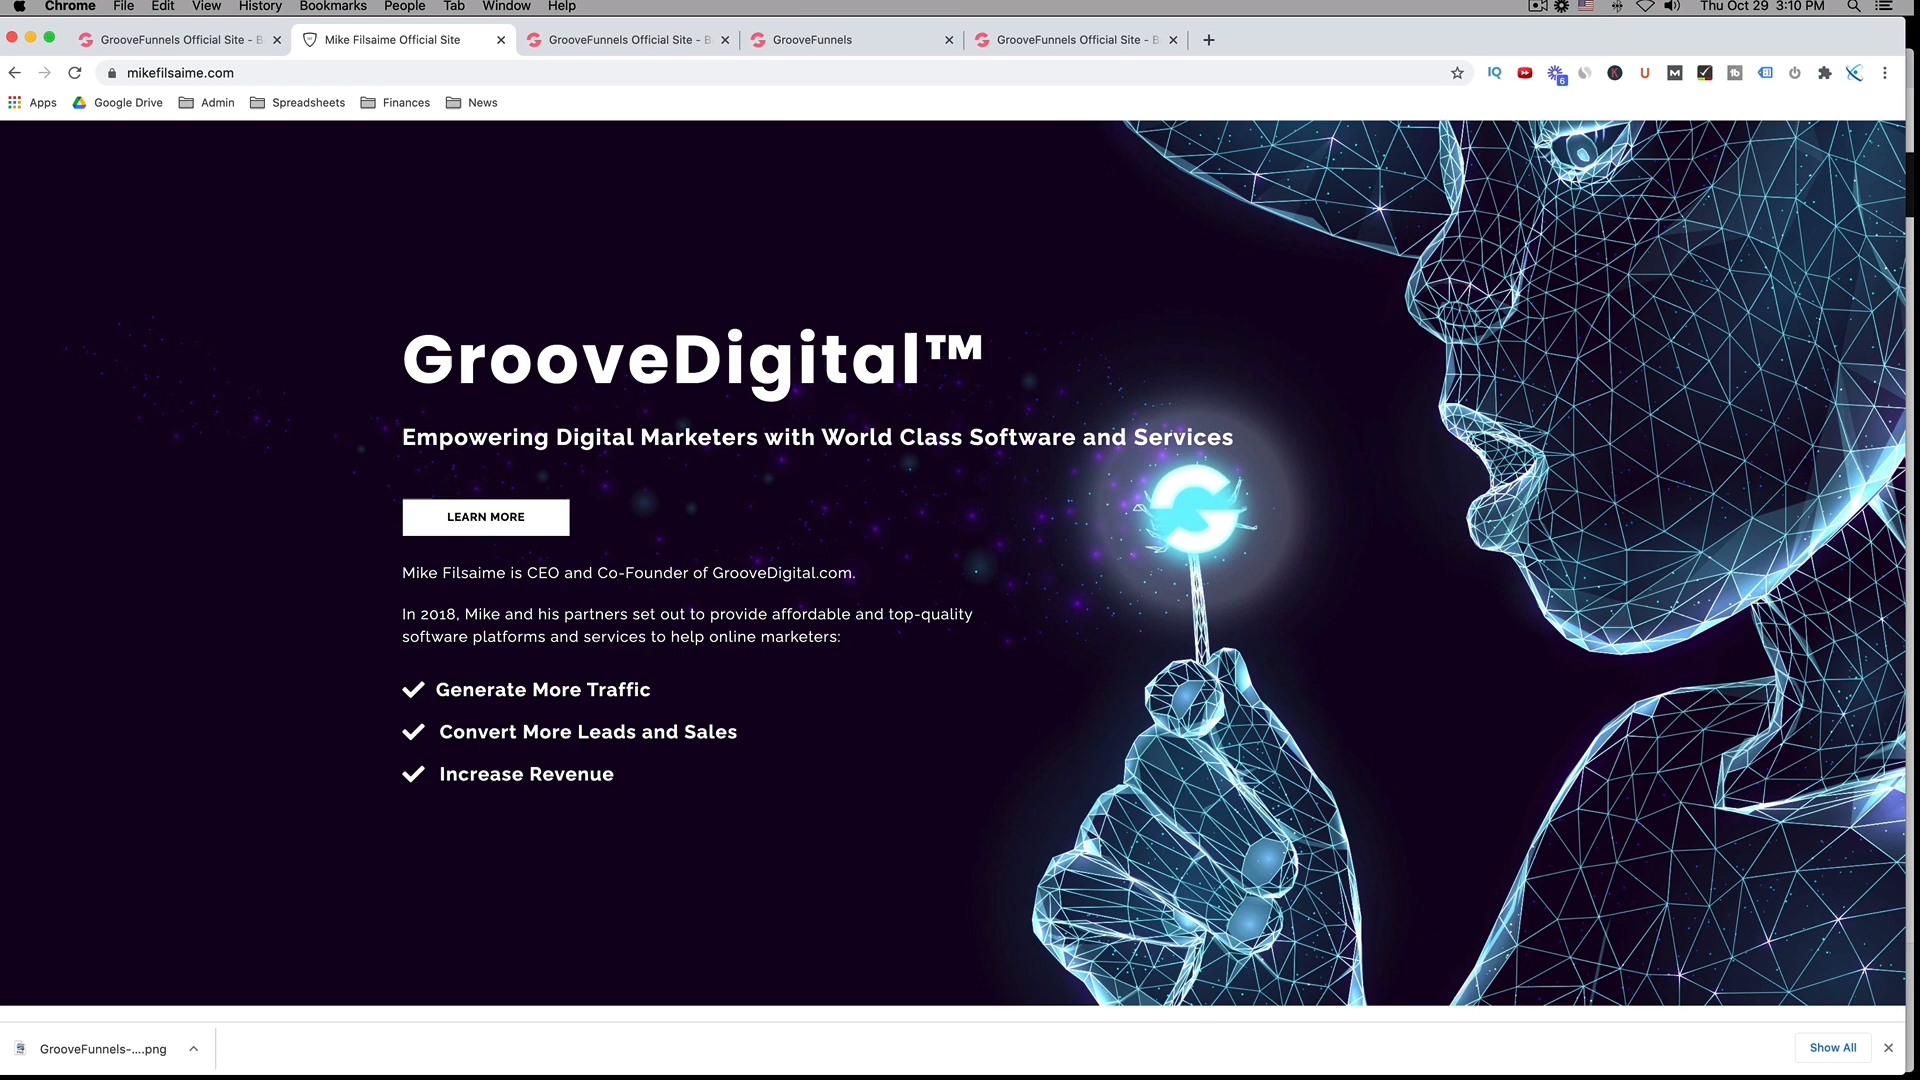 Chrome File Edit View History Bookmarks People Tab Window Help Thu Oct 29 3:10 PM
GrooveFunnels Official Site - B Mike Filsaime Official Site GrooveFunnels Official Site - B GrooveFunnels GrooveFunnels Official Site - B
mikefilsaime.com IQ 6 K U M tb
Apps Google Drive Admin Spreadsheets Finances News
GrooveDigital™
Empowering Digital Marketers with World Class Software and Services
LEARN MORE
Mike Filsaime is CEO and Co-Founder of GrooveDigital.com.
In 2018, Mike and his partners set out to provide affordable and top-quality
software platforms and services to help online marketers:
Generate More Traffic
Convert More Leads and Sales
Increase Revenue
GrooveFunnels-....png Show All